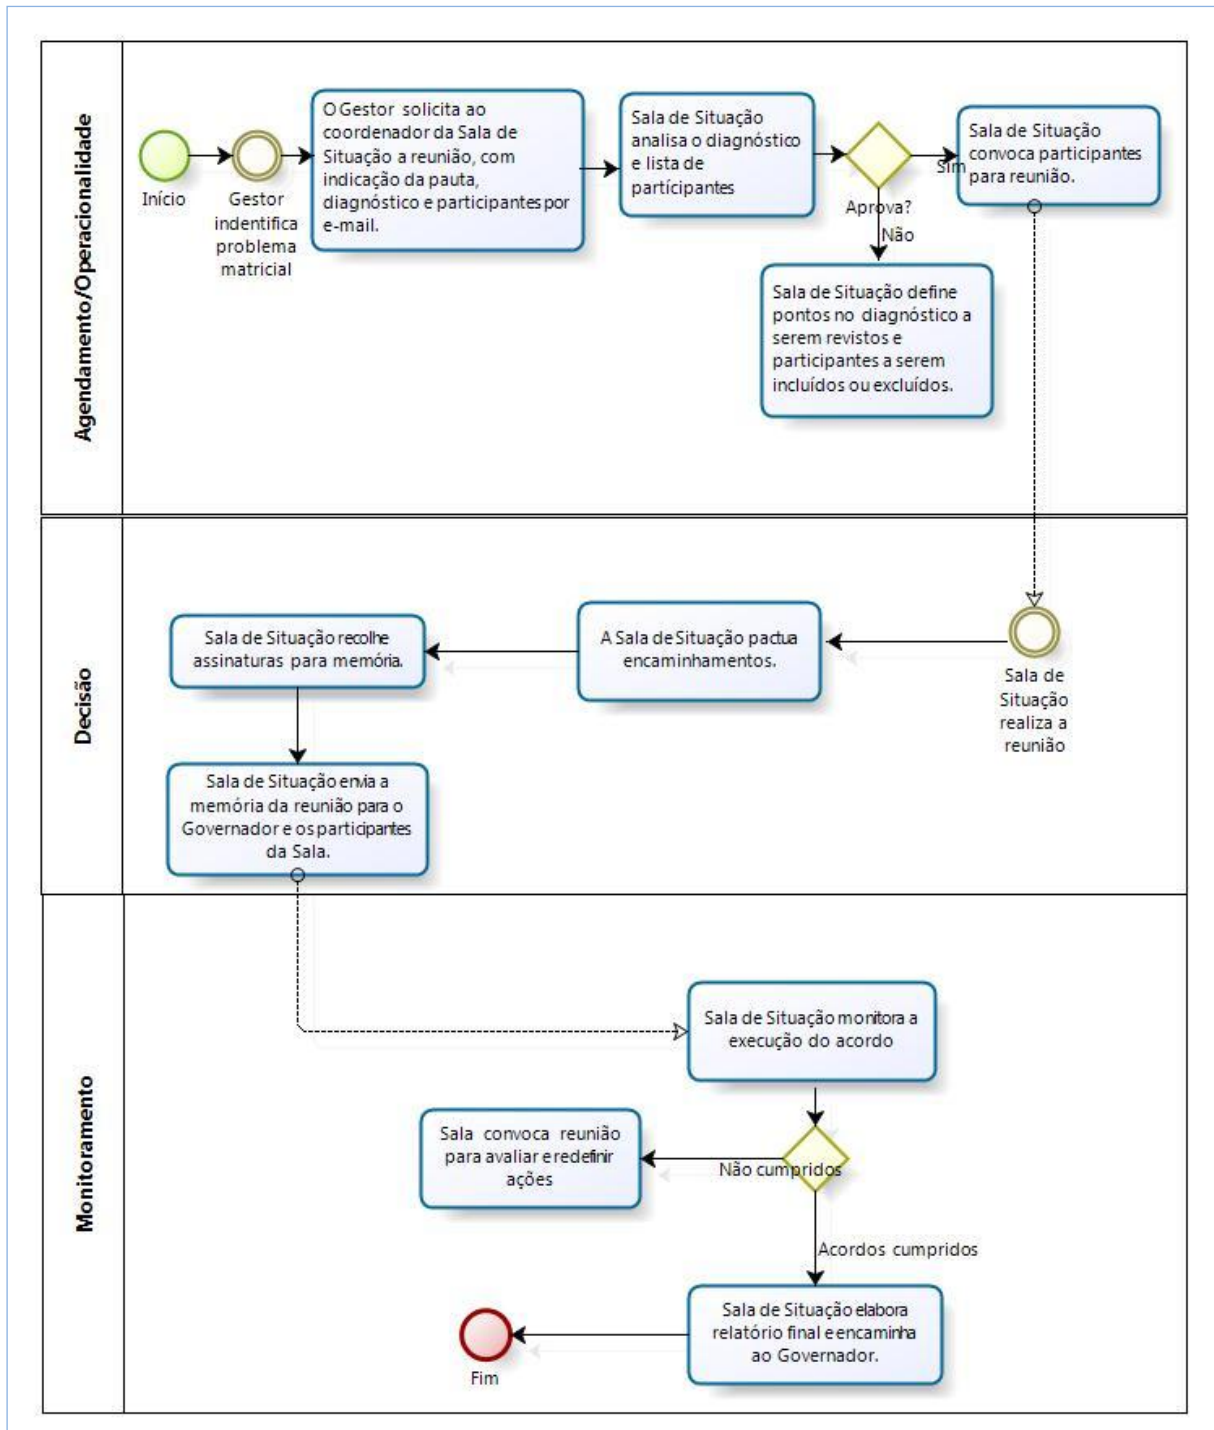 Agendamento/Operacionalidade
Início
Gestor
indentifica
problema
matricial
O Gestor solicita ao
coordenador da Sala de
Situação a reunião, com
indicação da pauta,
diagnóstico e participantes por
e-mail.
Sala de Situação
analisa o diagnóstico
e lista de
partícipantes
Aprova?
Sim
Não
Sala de Situação
convoca participantes
para reunião.
Sala de Situação define
pontos no diagnóstico a
serem revistos e
participantes a serem
incluídos ou excluídos.
Decisão
Sala de
Situação
realiza a
reunião
A Sala de Situação pactua
encaminhamentos.
Sala de Situação recolhe
assinaturas para memória.
Sala de Situação envia a
memória da reunião para o
Governador e os participantes
da Sala.
Monitoramento
Sala de Situação monitora a
execução do acordo
Não cumpridos
Sala convoca reunião
para avaliar e redefinir
ações
Acordos cumpridos
Sala de Situação elabora
relatório final e encaminha
ao Governador.
Fim